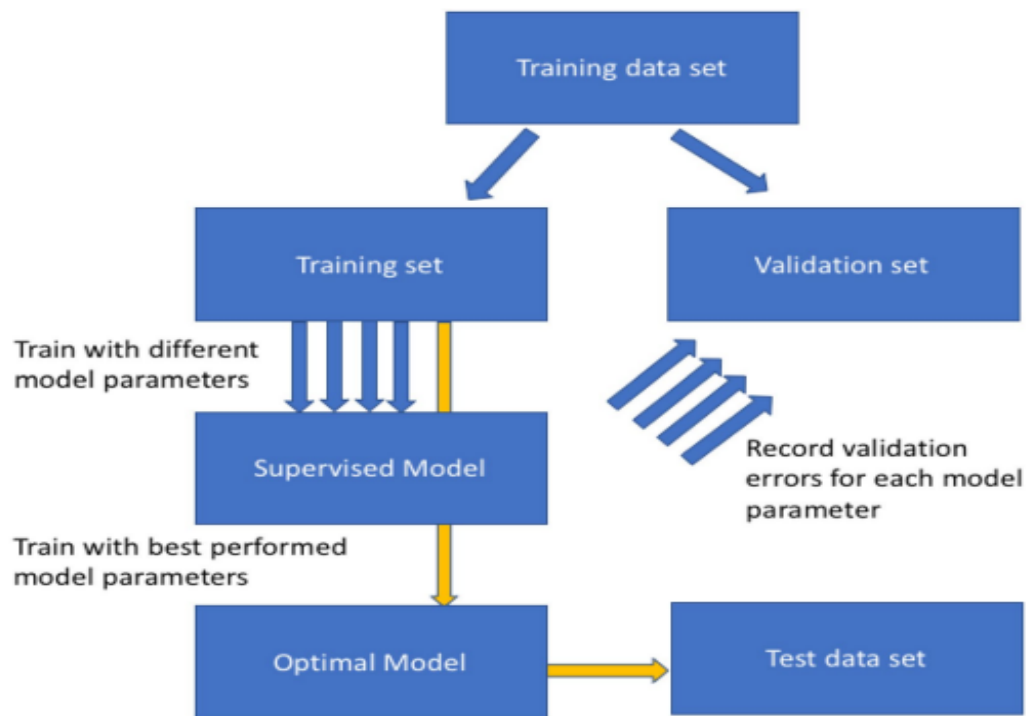 Training data set
Training set
Validation set
Train with different
model parameters
Supervised Model
Record validation
errors for each model
parameter
Train with best performed
model parameters
Optimal Model
Test data set